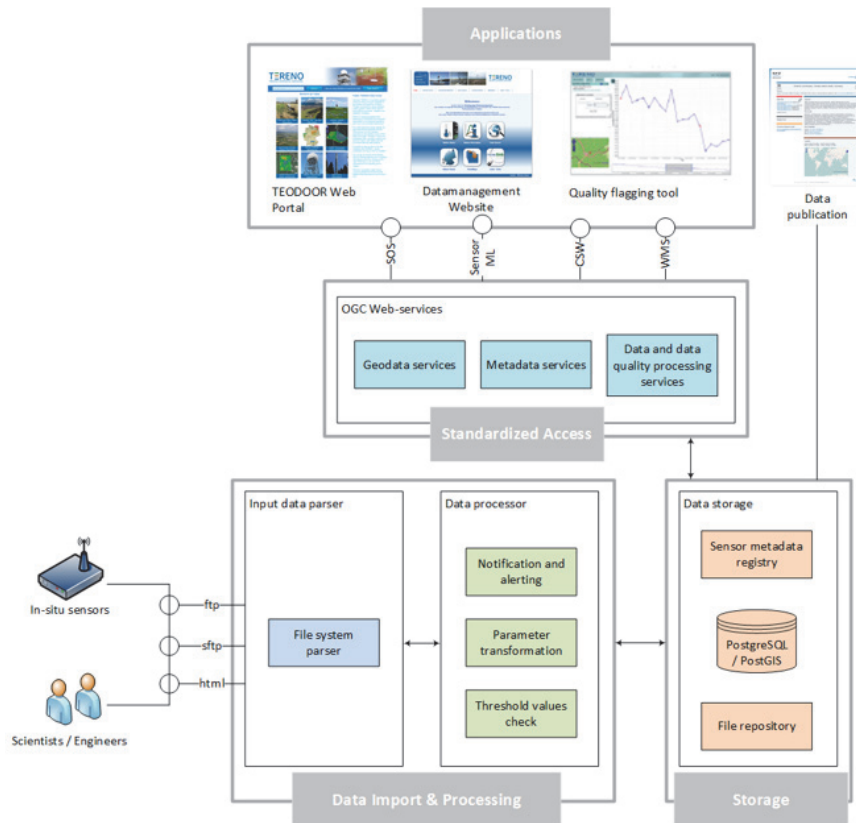 Applications
TERENO
TERENO
TEODOOR Web
Portal
Datamanagement
Website
Quality flagging tool
Data
publication
SOS
Sensor
ML
CSW
WMS
OGC Web-services
Geodata services
Metadata services
Data and data
quality processing
services
Standardized Access
Input data parser
Data processor
Data storage
Notification and
alerting
Sensor metadata
registry
In-situ sensors
ftp
File system
parser
sftp
Parameter
transformation
PostgreSQL
/ PostGIS
html
Threshold values
check
File repository
Scientists / Engineers
Data Import & Processing
Storage